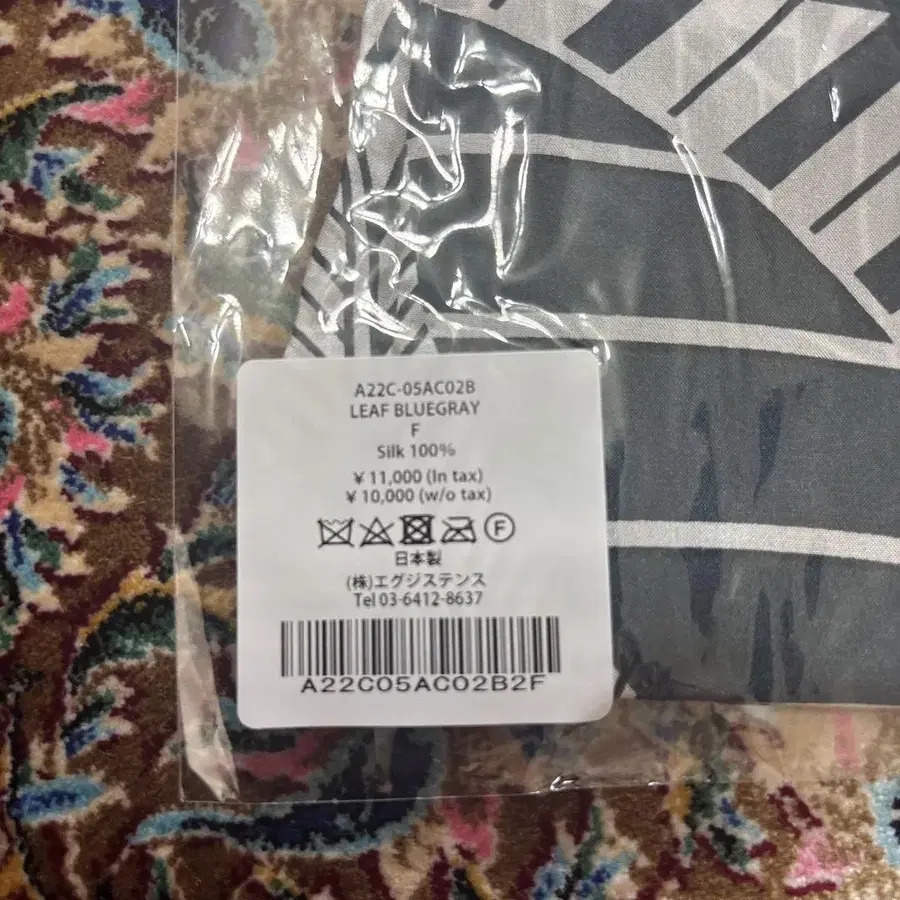 A22C-05AC02B
LEAF BLUEGRAY
F
Silk 100%
¥ 11,000 (In tax)
¥ 10,000 (w/o tax)
F
日本製
(株)エグジステンス
Tel 03-6412-8637
A22C05AC02B2F